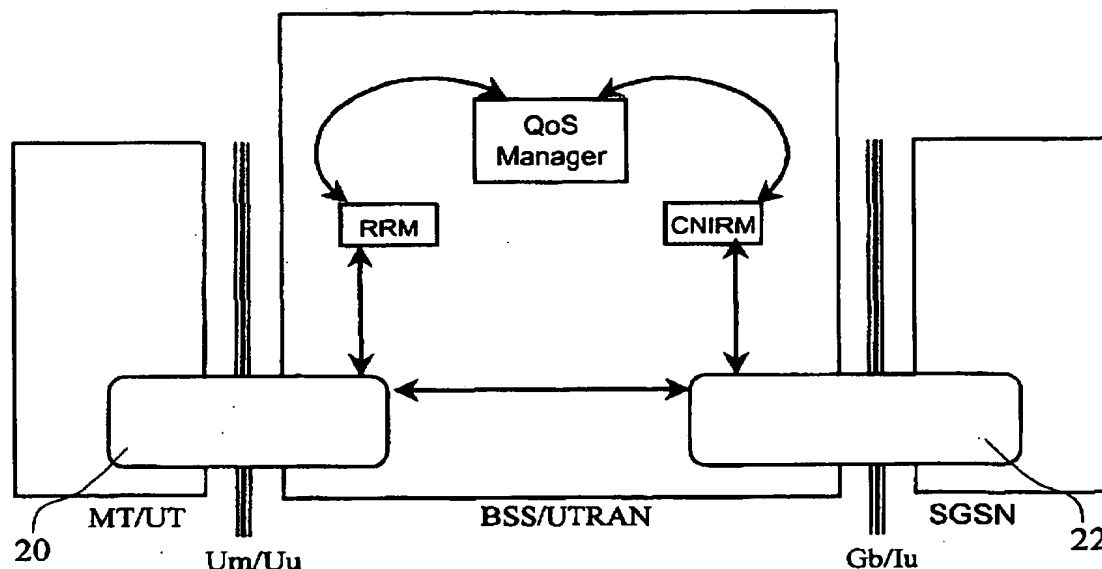 QoS
Manager
RRM
CNIRM
20
MT/UT
Um/Uu
BSS/UTRAN
Gb/Iu
SGSN
22